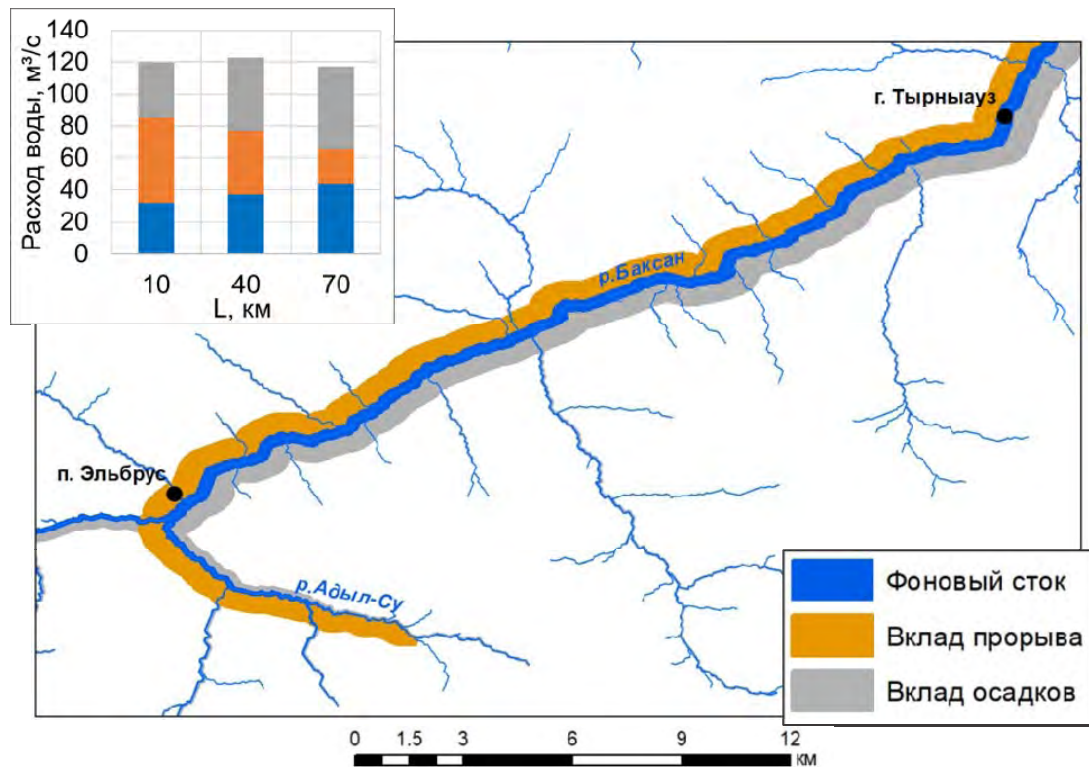 Расход воды, м³/с
140
120
100
80
60
40
20
0
10 40 70
L, км
г. Тырныауз
р.Баксан
п. Эльбрус
р.Адыл-Су
Фоновый сток
Вклад прорыва
Вклад осадков
0 1.5 3 6 9 12
км